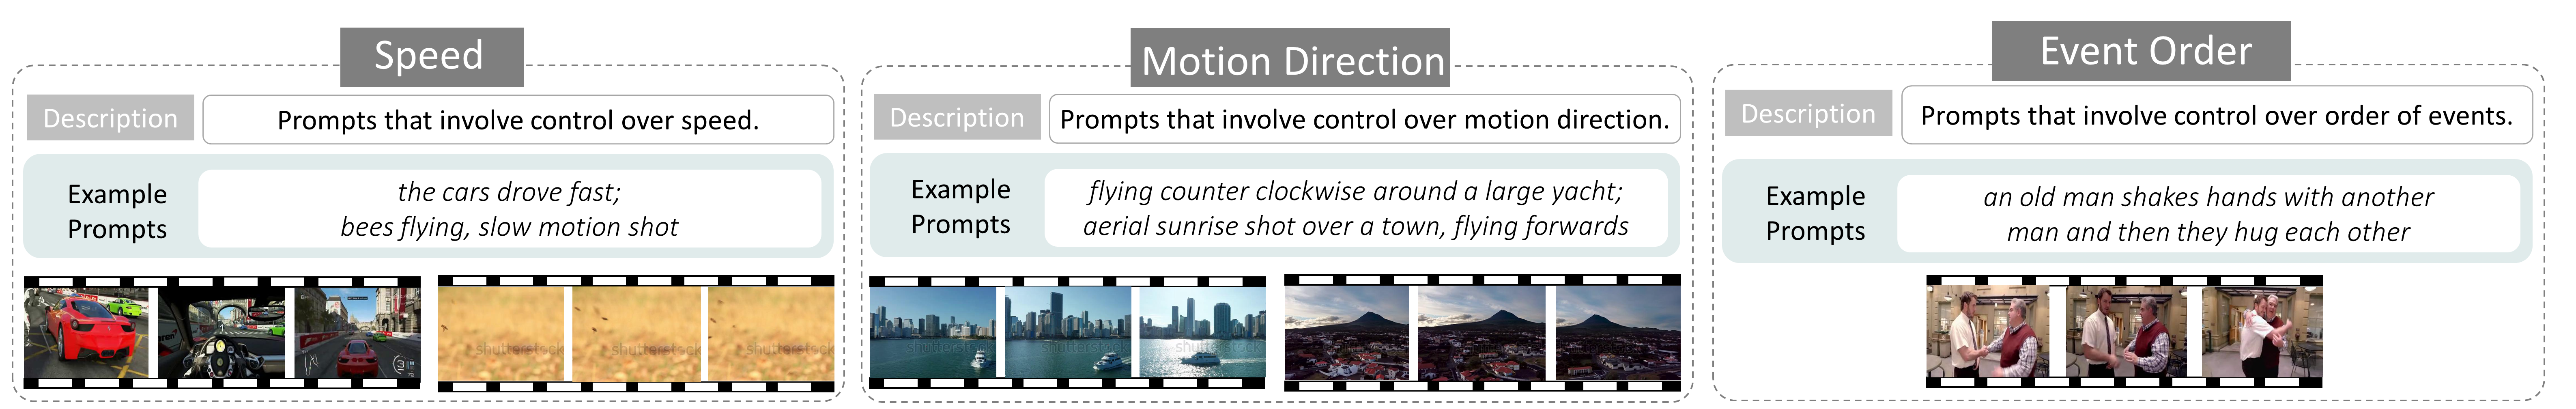 Speed
Description
Prompts that involve control over speed.
Example
Prompts
the cars drove fast;
bees flying, slow motion shot
shutterstock
shutterstock
shutterstock
Motion Direction
Description
Prompts that involve control over motion direction.
Example
Prompts
flying counter clockwise around a large yacht;
aerial sunrise shot over a town, flying forwards
shutterstock
shutterstock
shutterstock
Event Order
Description
Prompts that involve control over order of events.
Example
Prompts
an old man shakes hands with another
man and then they hug each other